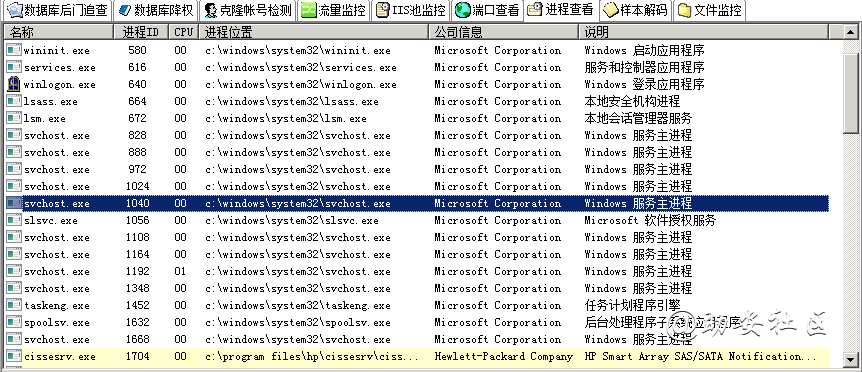 数据库后门追查 数据库降权 克隆帐号检测 流量监控 IIS池监控 端口查看 进程查看 样本解码 文件监控
名称 进程ID CPU 进程位置 公司信息 说明
wininit.exe 580 00 c:\windows\system32\wininit.exe Microsoft Corporation Windows 启动应用程序
services.exe 616 00 c:\windows\system32\services.exe Microsoft Corporation 服务和控制器应用程序
winlogon.exe 640 00 c:\windows\system32\winlogon.exe Microsoft Corporation Windows 登录应用程序
lsass.exe 664 00 c:\windows\system32\lsass.exe Microsoft Corporation 本地安全机构进程
lsm.exe 672 00 c:\windows\system32\lsm.exe Microsoft Corporation 本地会话管理器服务
svchost.exe 828 00 c:\windows\system32\svchost.exe Microsoft Corporation Windows 服务主进程
svchost.exe 888 00 c:\windows\system32\svchost.exe Microsoft Corporation Windows 服务主进程
svchost.exe 972 00 c:\windows\system32\svchost.exe Microsoft Corporation Windows 服务主进程
svchost.exe 1024 00 c:\windows\system32\svchost.exe Microsoft Corporation Windows 服务主进程
svchost.exe 1040 00 c:\windows\system32\svchost.exe Microsoft Corporation Windows 服务主进程
slsvc.exe 1056 00 c:\windows\system32\slsvc.exe Microsoft Corporation Microsoft 软件授权服务
svchost.exe 1108 00 c:\windows\system32\svchost.exe Microsoft Corporation Windows 服务主进程
svchost.exe 1164 00 c:\windows\system32\svchost.exe Microsoft Corporation Windows 服务主进程
svchost.exe 1192 01 c:\windows\system32\svchost.exe Microsoft Corporation Windows 服务主进程
svchost.exe 1348 00 c:\windows\system32\svchost.exe Microsoft Corporation Windows 服务主进程
taskeng.exe 1452 00 c:\windows\system32\taskeng.exe Microsoft Corporation 任务计划程序引擎
spoolsv.exe 1632 00 c:\windows\system32\spoolsv.exe Microsoft Corporation 后台处理程序子系统应用程序
svchost.exe 1668 00 c:\windows\system32\svchost.exe Microsoft Corporation Windows 服务主进程
cissesrv.exe 1704 00 c:\program files\hp\cissesrv\ciss... Hewlett-Packard Company HP Smart Array SAS/SATA Notification...
安社区